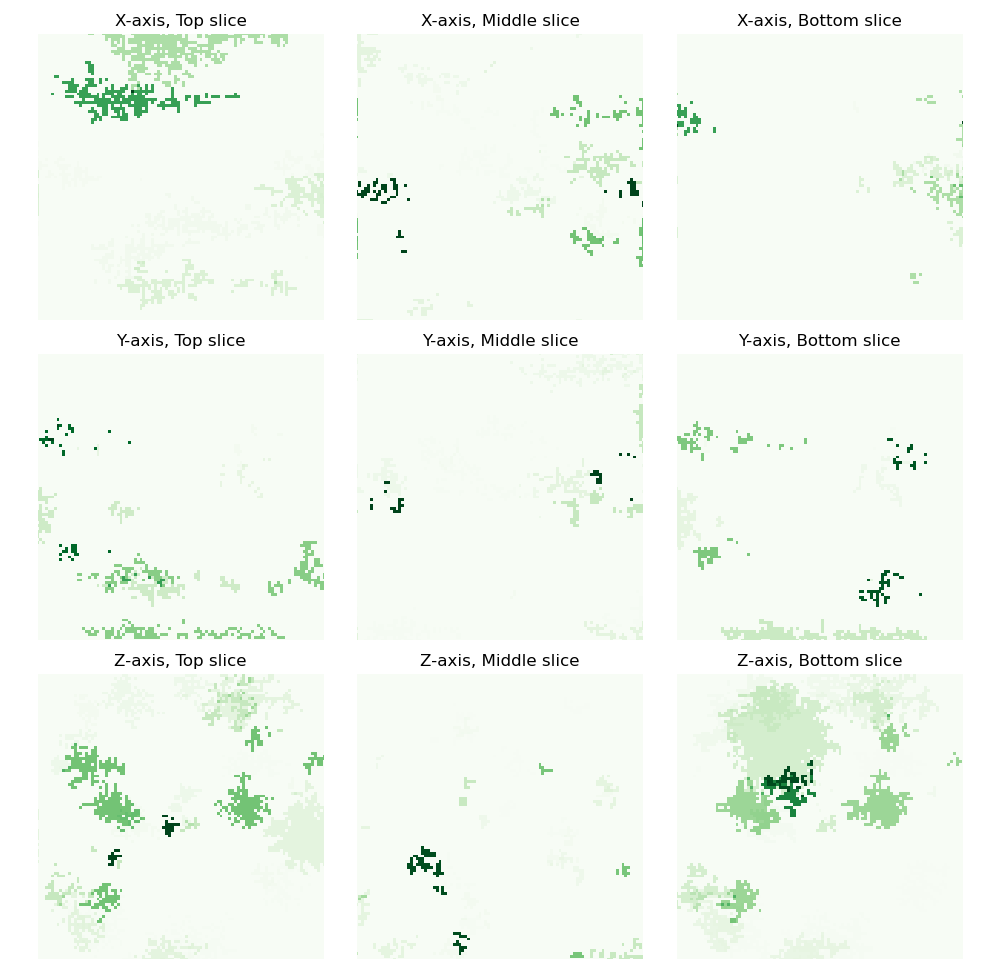 X-axis, Top slice
X-axis, Middle slice
X-axis, Bottom slice
Y-axis, Top slice
Y-axis, Middle slice
Y-axis, Bottom slice
Z-axis, Top slice
Z-axis, Middle slice
Z-axis, Bottom slice